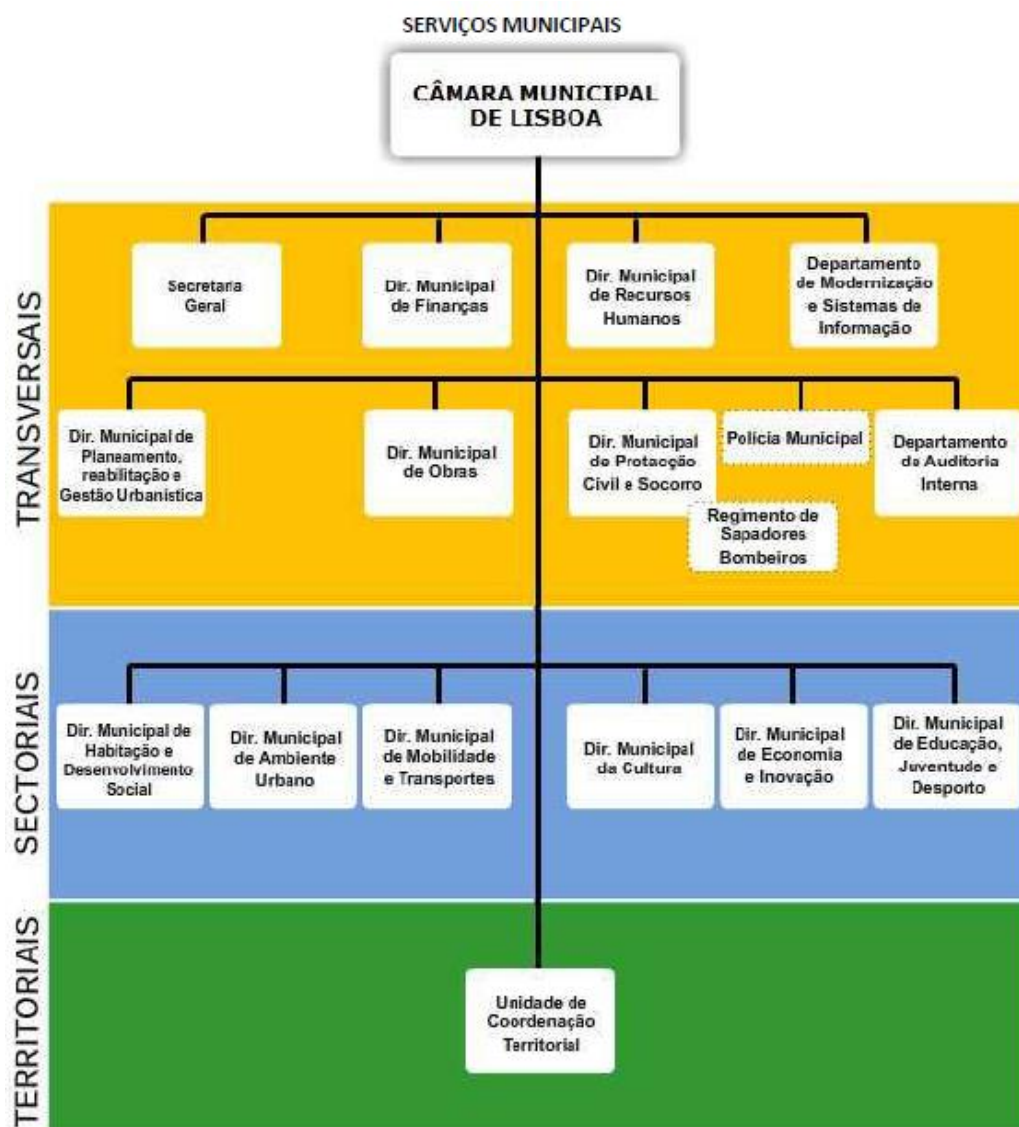 SERVIÇOS MUNICIPAIS
CÂMARA MUNICIPAL
DE LISBOA
TRANSVERSAIS
Secretaria
Geral
Dir. Municipal
de Finanças
Dir. Municipal
de Recursos
Humanos
Departamento
de Modernização
e Sistemas de
Informação
Dir. Municipal de
Planeamento,
reabilitação e
Gestão Urbanística
Dir. Municipal
de Obras
Dir. Municipal
de Protecção
Civil e Socorro
Polícia Municipal
Departamento
de Auditoria
Interna
Regimento de
Sapadores
Bombeiros
SECTORIAIS
Dir. Municipal de
Habitação e
Desenvolvimento
Social
Dir. Municipal
de Ambiente
Urbano
Dir. Municipal
de Mobilidade
e Transportes
Dir. Municipal
da Cultura
Dir. Municipal
de Economia
e Inovação
Dir. Municipal
de Educação,
Juventude e
Desporto
TERRITORIAIS
Unidade de
Coordenação
Territorial